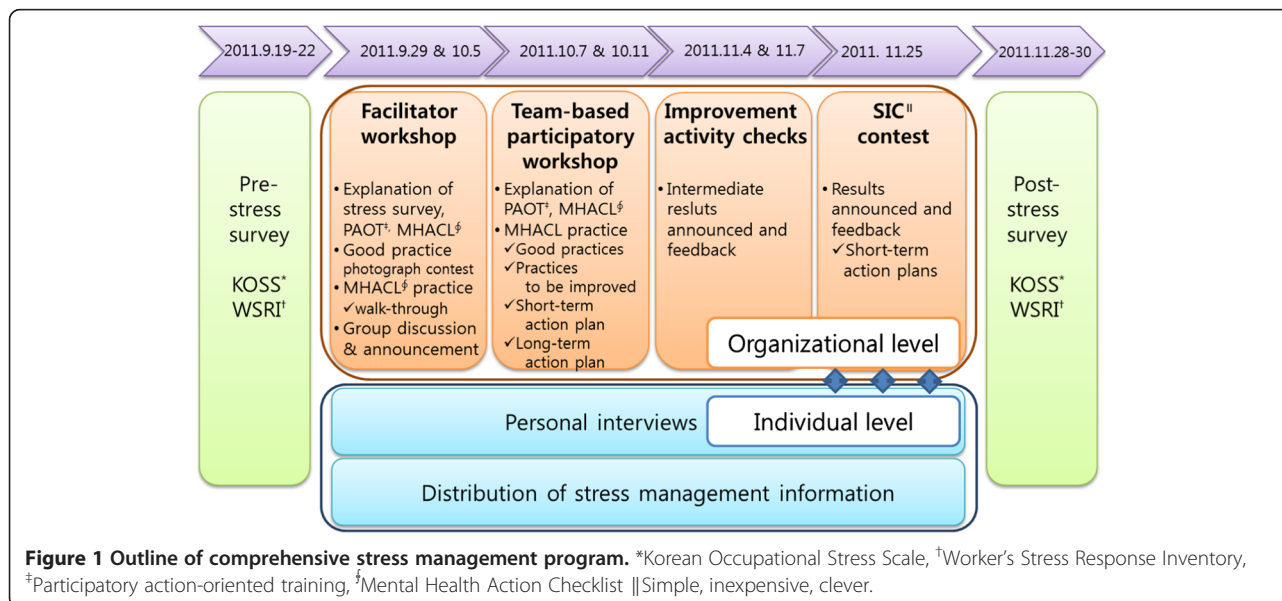 2011.9.19-22
2011.9.29 & 10.5
2011.10.7 & 10.11
2011.11.4 & 11.7
2011. 11.25
2011.11.28-30
Pre-
stress
survey
KOSS*
WSRI†
Facilitator
workshop
• Explanation of
stress survey,
PAOT‡, MHACL∮
• Good practice
photograph contest
• MHACL∮ practice
✓walk-through
• Group discussion
& announcement
Team-based
participatory
workshop
• Explanation of
PAOT‡, MHACL∮
• MHACL practice
✓Good practices
✓Practices
to be improved
✓Short-term
action plan
✓Long-term
action plan
Improvement
activity checks
• Intermediate
resluts
announced and
feedback
SIC‖
contest
• Results
announced and
feedback
✓Short-term
action plans
Organizational level
Personal interviews
Individual level
Distribution of stress management information
Post-
stress
survey
KOSS*
WSRI†
Figure 1 Outline of comprehensive stress management program. *Korean Occupational Stress Scale, †Worker's Stress Response Inventory,
‡Participatory action-oriented training, ∮Mental Health Action Checklist ‖Simple, inexpensive, clever.